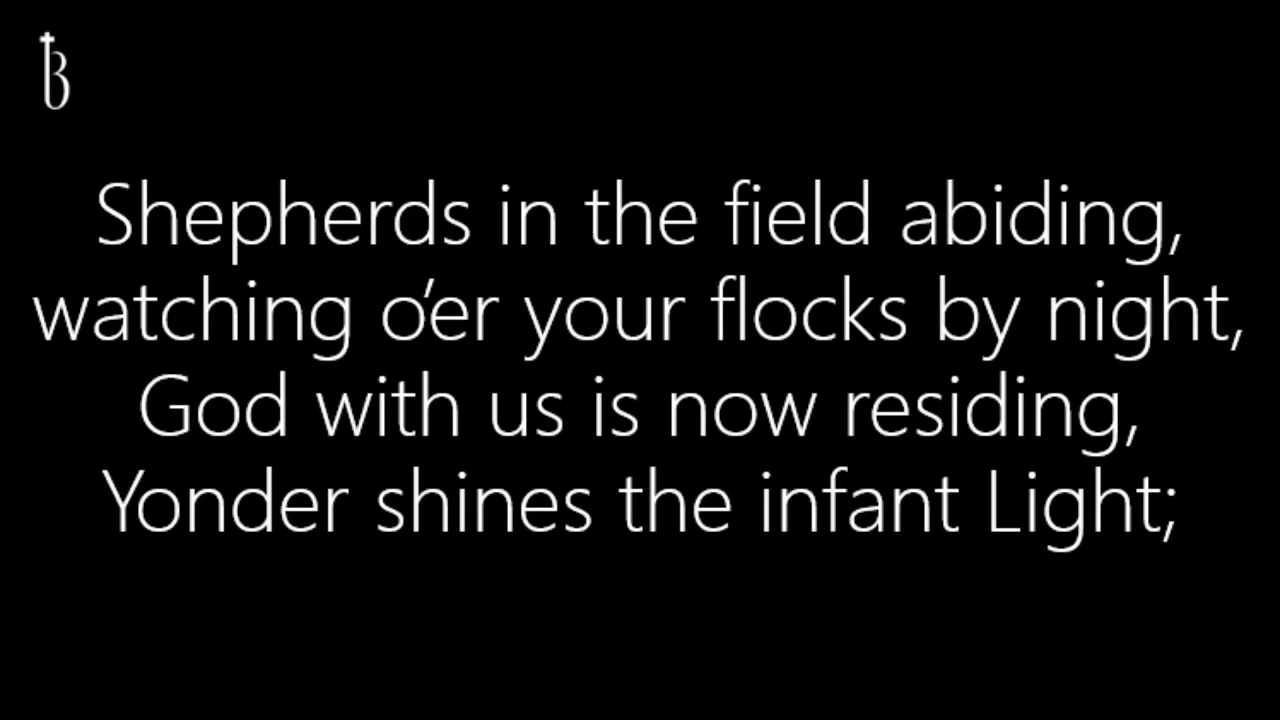 Shepherds in the field abiding,
watching o'er your flocks by night,
God with us is now residing,
Yonder shines the infant Light;